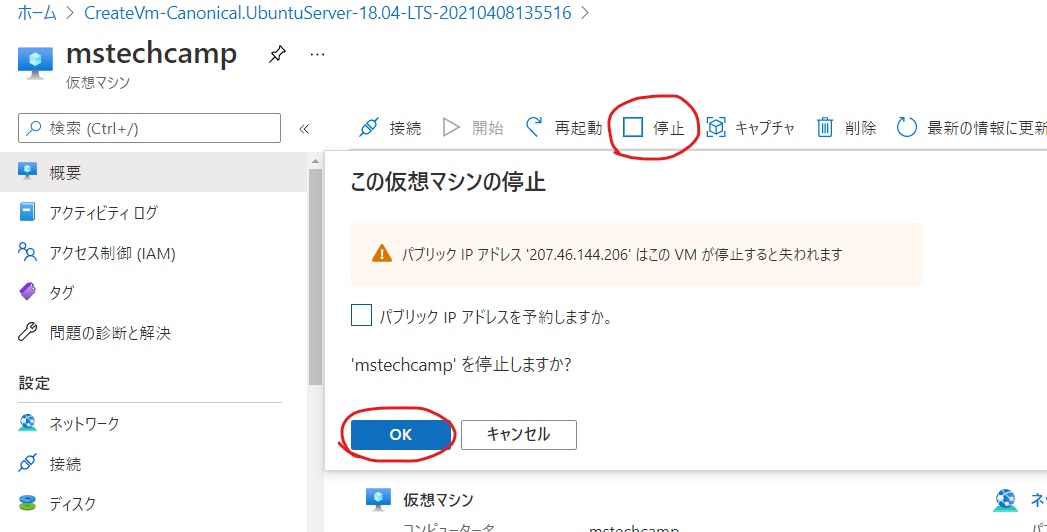 ホーム > CreateVm-Canonical.UbuntuServer-18.04-LTS-20210408135516 >
mstechcamp
仮想マシン
検索 (Ctrl+/)
接続 開始 再起動 停止 キャプチャ 削除 最新の情報に更新
概要
アクティビティ ログ
アクセス制御 (IAM)
タグ
問題の診断と解決
設定
ネットワーク
接続
ディスク
この仮想マシンの停止
パブリック IP アドレス '207.46.144.206' はこの VM が停止すると失われます
パブリック IP アドレスを予約しますか。
'mstechcamp' を停止しますか?
OK キャンセル
仮想マシン ネ
コンピューター名 mstechcamp パ